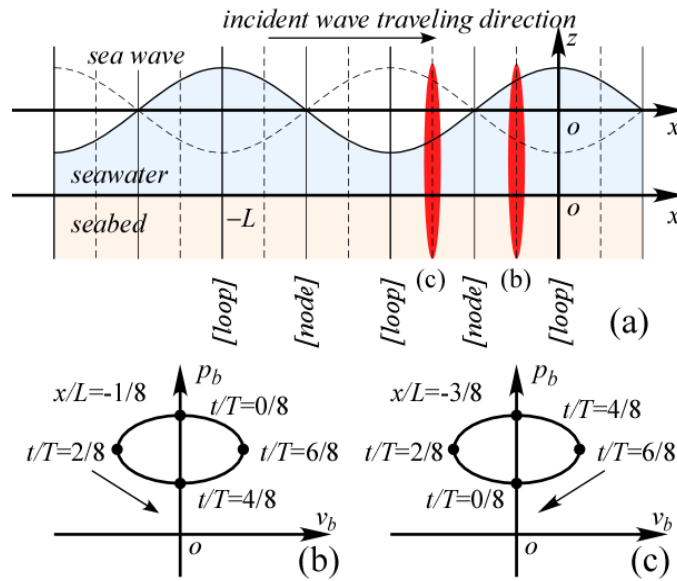 incident wave traveling direction
z
sea wave
o
x
seawater
seabed
-L
o
x
[loop]
[node]
[loop]
(c)
[node]
(b)
[loop]
(a)
x/L=-1/8
p_b
t/T=0/8
t/T=2/8
t/T=6/8
t/T=4/8
o
v_b
(b)
x/L=-3/8
p_b
t/T=4/8
t/T=2/8
t/T=6/8
t/T=0/8
o
v_b
(c)